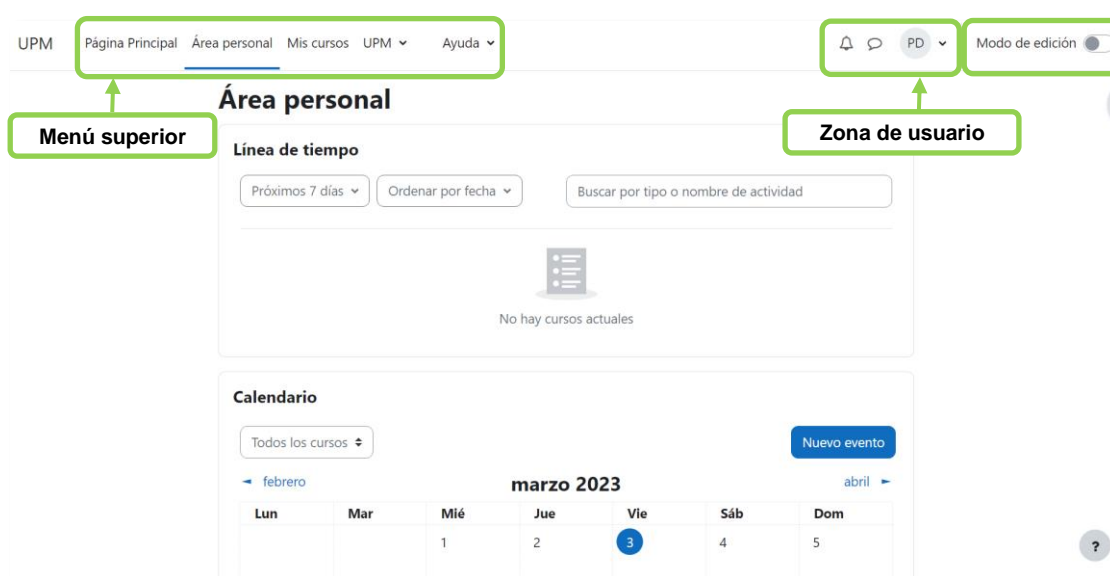 UPM Página Principal Área personal Mis cursos UPM Ayuda PD Modo de edición
Área personal
Menú superior
Zona de usuario
Línea de tiempo
Próximos 7 días Ordenar por fecha Buscar por tipo o nombre de actividad
No hay cursos actuales
Calendario
Todos los cursos Nuevo evento
◄ febrero marzo 2023 abril ►
Lun Mar Mié Jue Vie Sáb Dom
1 2 3 4 5
?